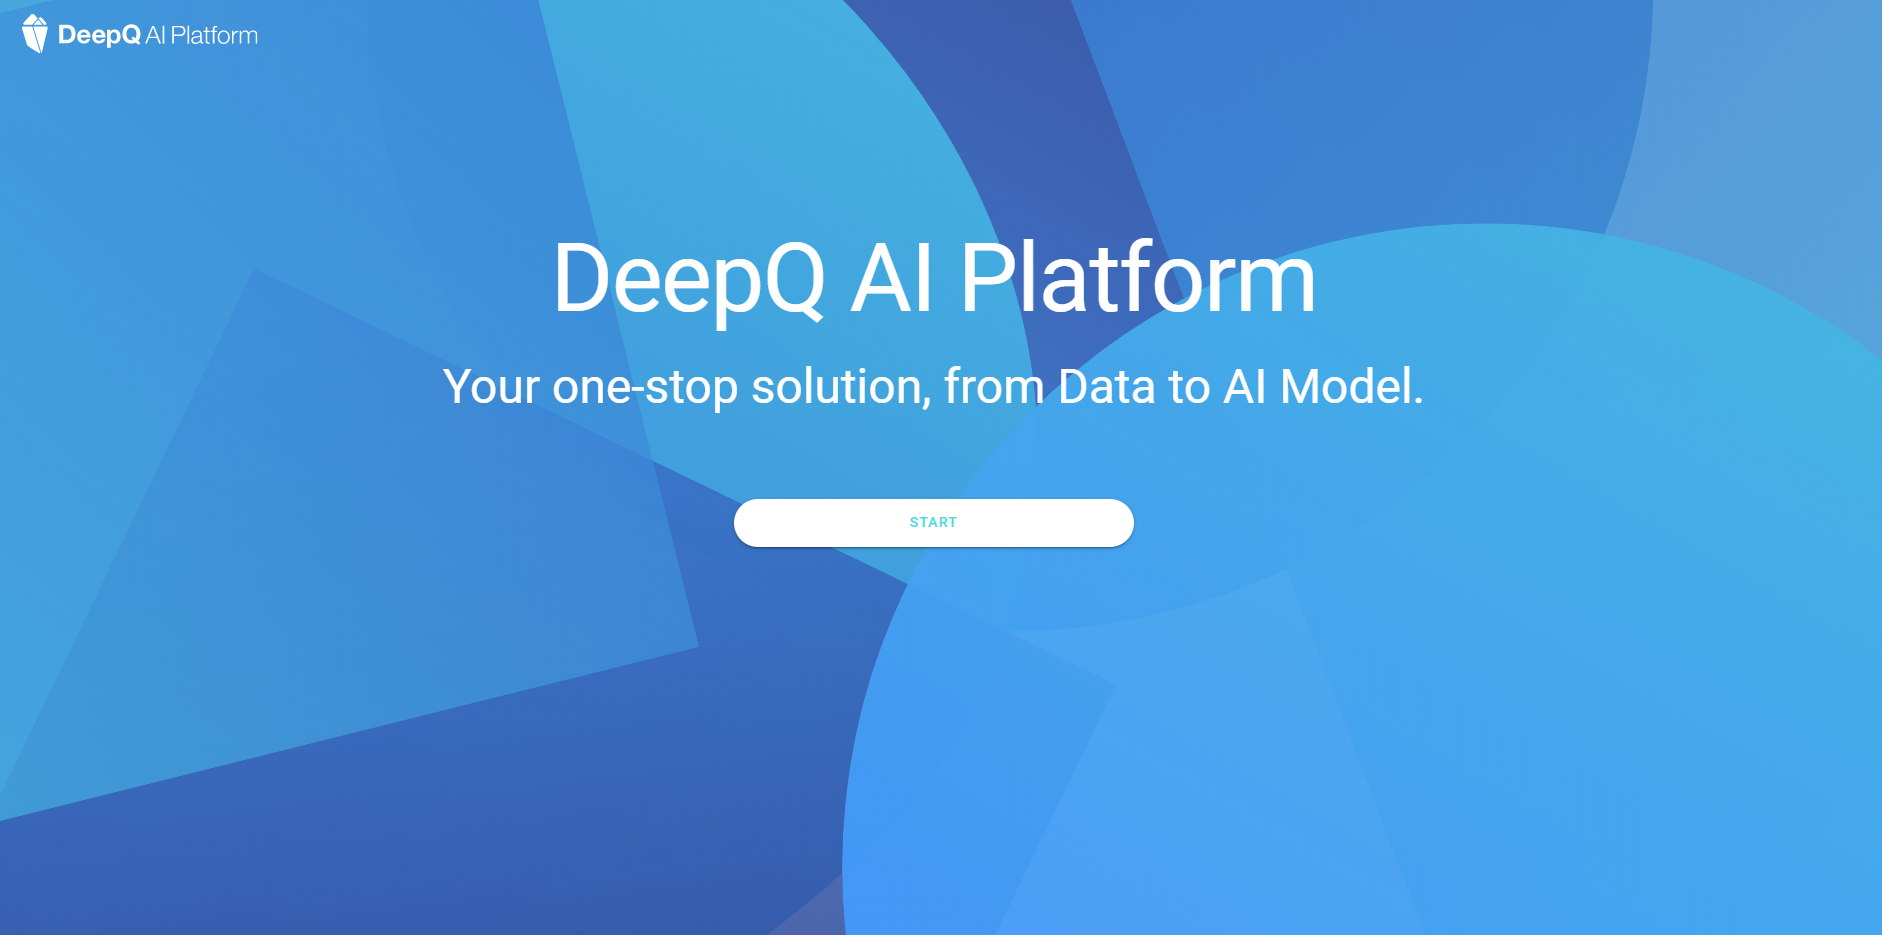 DeepQ AI Platform
DeepQ AI Platform
Your one-stop solution, from Data to AI Model.
START